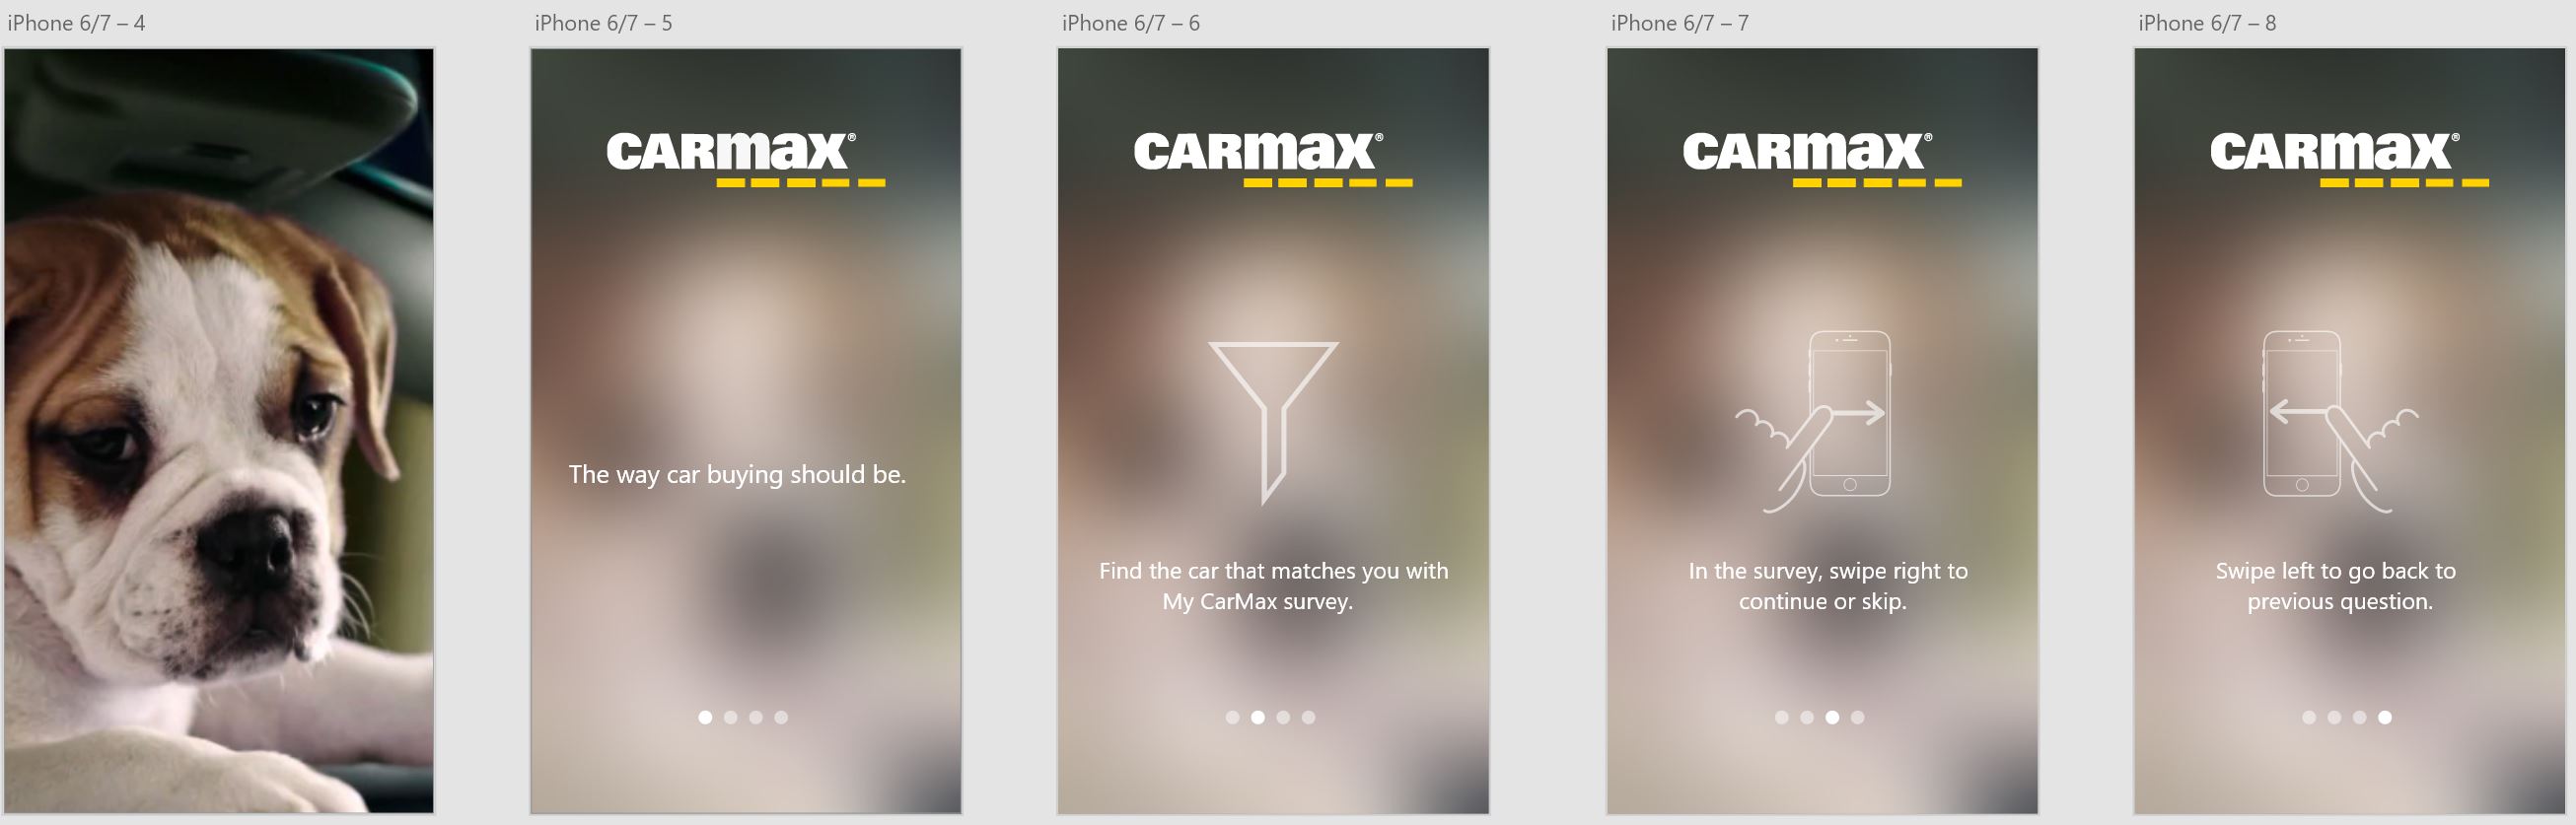 iPhone 6/7 – 4
iPhone 6/7 – 5
CARmax®
The way car buying should be.
iPhone 6/7 – 6
CARmax®
Find the car that matches you with
My CarMax survey.
iPhone 6/7 – 7
CARmax®
In the survey, swipe right to
continue or skip.
iPhone 6/7 – 8
CARmax®
Swipe left to go back to
previous question.